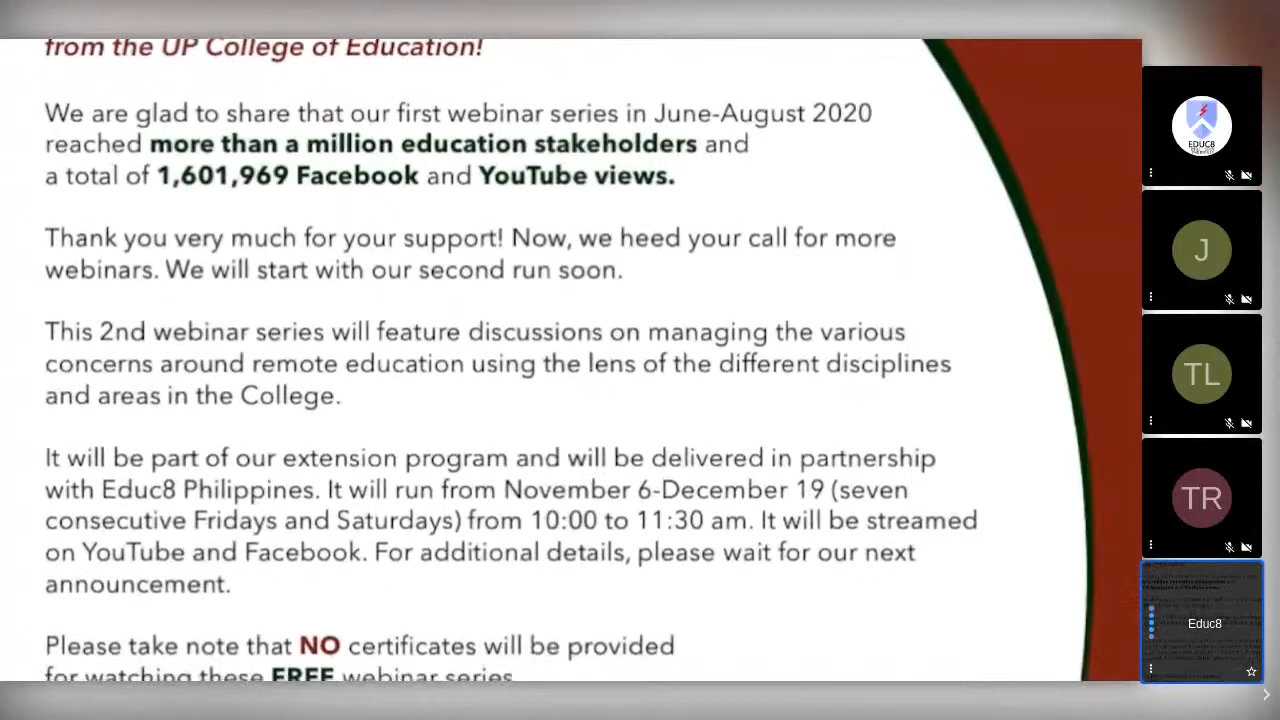 from the UP College of Education!
We are glad to share that our first webinar series in June-August 2020
reached more than a million education stakeholders and
a total of 1,601,969 Facebook and YouTube views.
Thank you very much for your support! Now, we heed your call for more
webinars. We will start with our second run soon.
This 2nd webinar series will feature discussions on managing the various
concerns around remote education using the lens of the different disciplines
and areas in the College.
It will be part of our extension program and will be delivered in partnership
with Educ8 Philippines. It will run from November 6-December 19 (seven
consecutive Fridays and Saturdays) from 10:00 to 11:30 am. It will be streamed
on YouTube and Facebook. For additional details, please wait for our next
announcement.
Please take note that NO certificates will be provided
for watching these FREE webinar series
EDUC8
J
TL
TR
Educ8